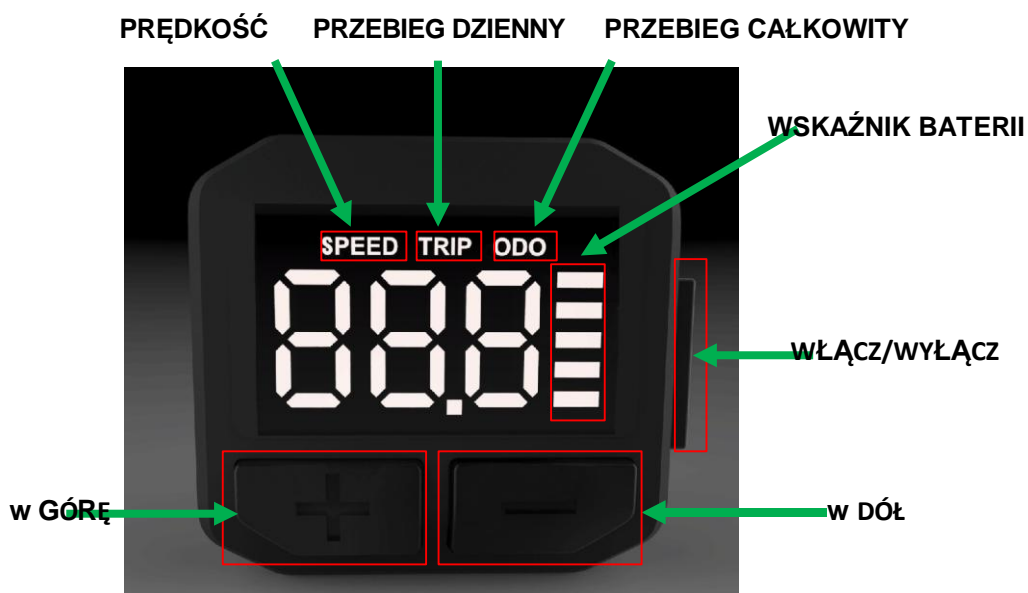 PRĘDKOŚĆ PRZEBIEG DZIENNY PRZEBIEG CAŁKOWITY
WSKAŹNIK BATERII
SPEED TRIP ODO
88.8
WŁĄCZ/WYŁĄCZ
+ −
w GÓRĘ w DÓŁ